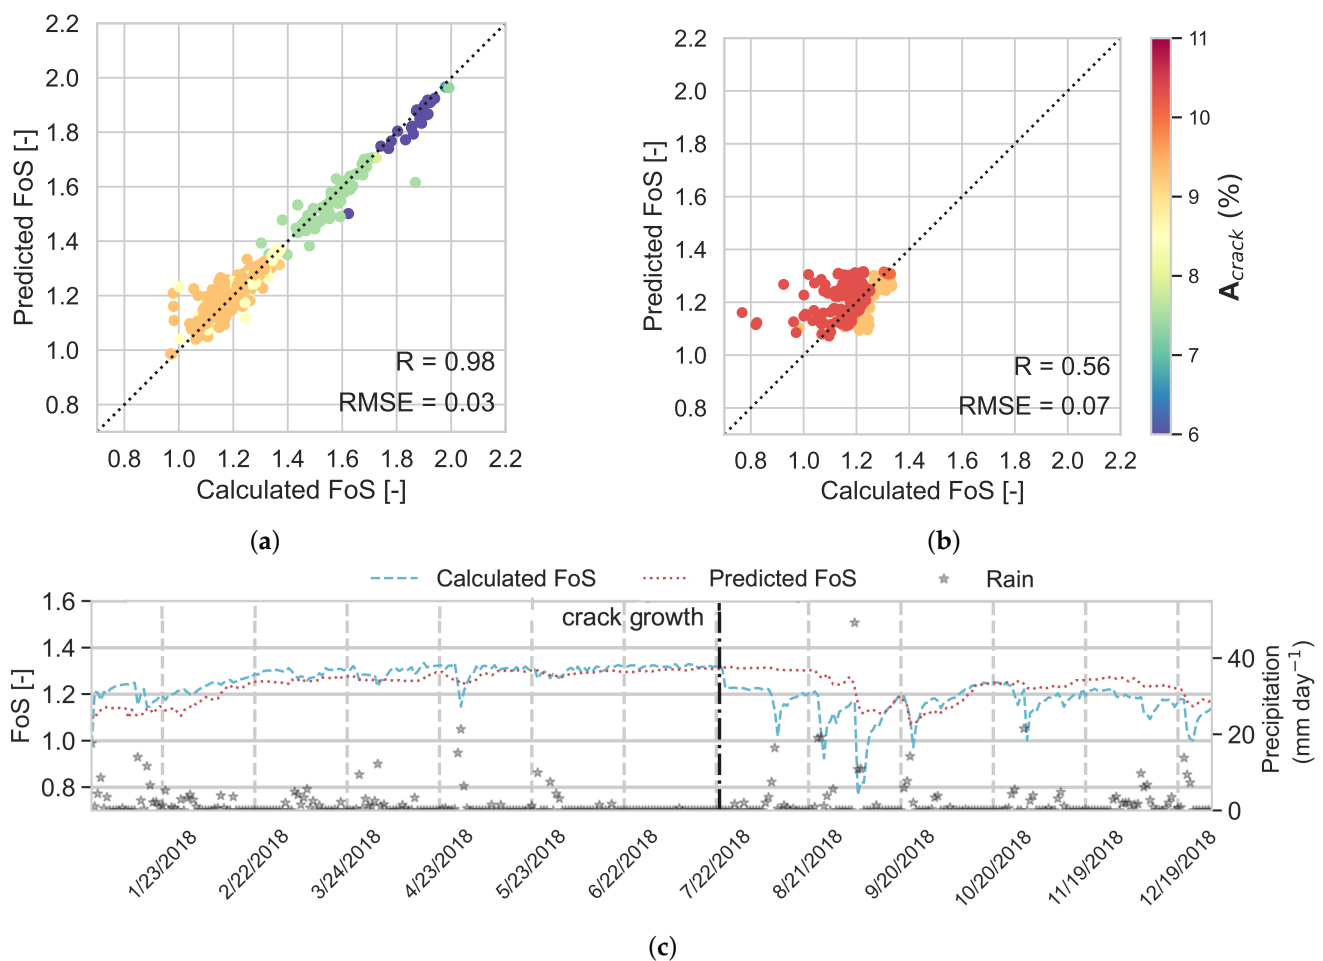 2.2
2.0
1.8
1.6
1.4
1.2
1.0
0.8
Predicted FoS [-]
R = 0.98
RMSE = 0.03
0.8 1.0 1.2 1.4 1.6 1.8 2.0 2.2
Calculated FoS [-]
(a)
2.2
2.0
1.8
1.6
1.4
1.2
1.0
0.8
Predicted FoS [-]
R = 0.56
RMSE = 0.07
0.8 1.0 1.2 1.4 1.6 1.8 2.0 2.2
Calculated FoS [-]
(b)
11
10
9
8
7
6
Acrack (%)
Calculated FoS Predicted FoS Rain
1.6
1.4
1.2
1.0
0.8
FoS [-]
crack growth
40
20
0
Precipitation
(mm day−1)
1/23/2018 2/22/2018 3/24/2018 4/23/2018 5/23/2018 6/22/2018 7/22/2018 8/21/2018 9/20/2018 10/20/2018 11/19/2018 12/19/2018
(c)